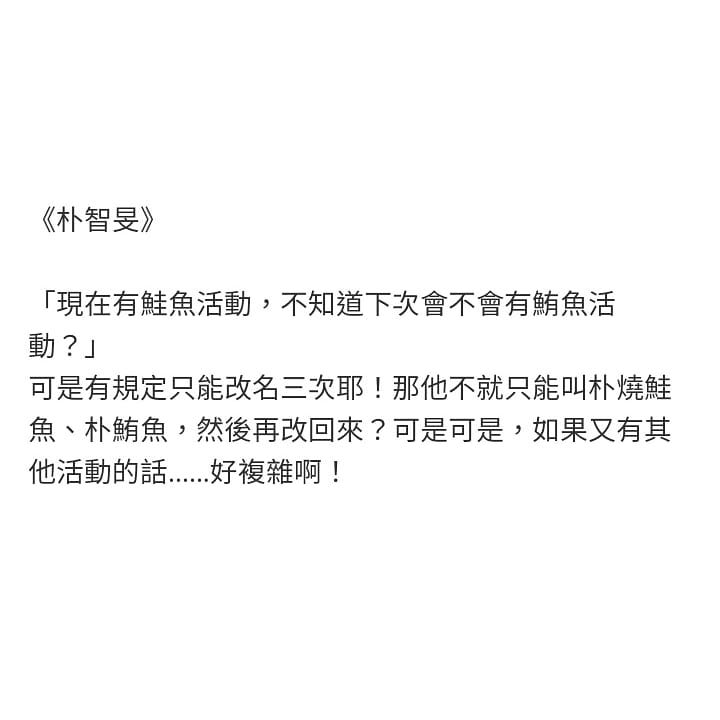 《朴智旻》
「現在有鮭魚活動，不知道下次會不會有鮪魚活
動？」
可是有規定只能改名三次耶！那他不就只能叫朴燒鮭
魚、朴鮪魚，然後再改回來？可是可是，如果又有其
他活動的話......好複雜啊！